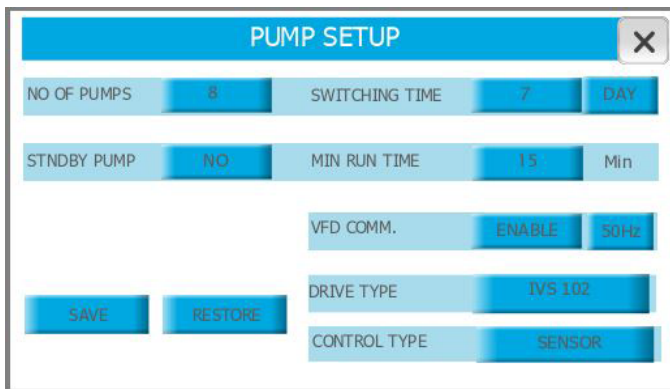 PUMP SETUP
NO OF PUMPS 8 SWITCHING TIME 7 DAY
STNDBY PUMP NO MIN RUN TIME 15 Min
VFD COMM. ENABLE 50Hz
DRIVE TYPE IVS 102
SAVE RESTORE
CONTROL TYPE SENSOR